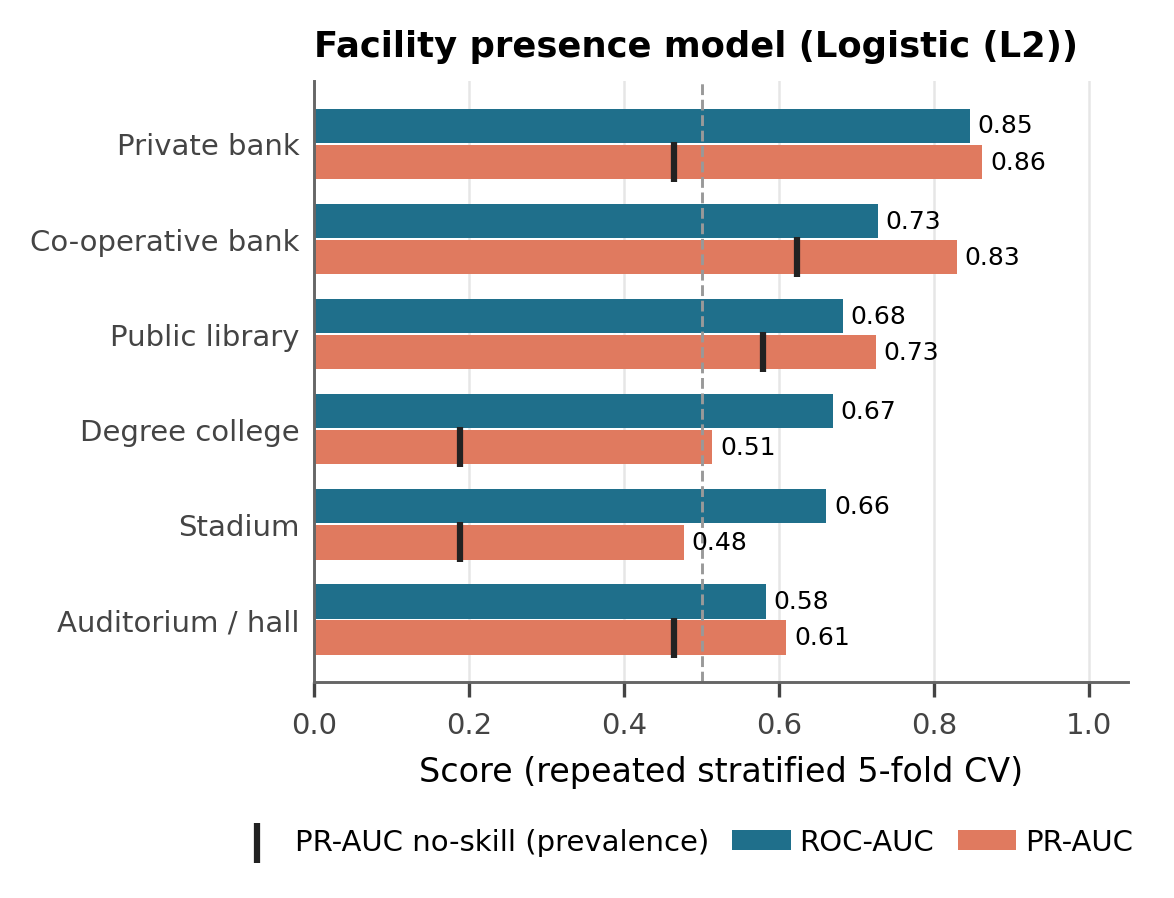 Facility presence model (Logistic (L2))
Private bank
0.85
0.86
Co-operative bank
0.73
0.83
Public library
0.68
0.73
Degree college
0.67
0.51
Stadium
0.66
0.48
Auditorium / hall
0.58
0.61
0.0 0.2 0.4 0.6 0.8 1.0
Score (repeated stratified 5-fold CV)
PR-AUC no-skill (prevalence) ROC-AUC PR-AUC